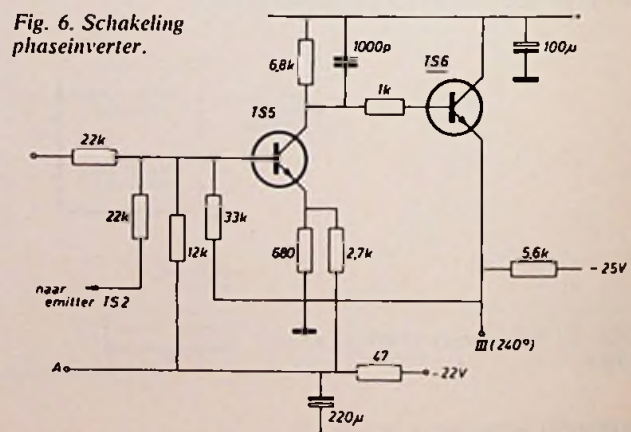 Fig. 6. Schakeling
phaseinverter.
6,8k
1000p
100µ
TS6
1k
TS5
22k
22k
12k
33k
680
2,7k
5,6k
-25V
naar
emitter TS2
III (240°)
A
47
-22V
220µ